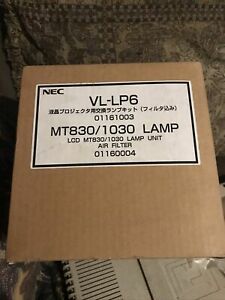 NEC
VL-LP6
液晶プロジェクタ用交換ランプキット（フィルタ込み）
01161003
MT830/1030 LAMP
LCD MT830/1030 LAMP UNIT
AIR FILTER
01160004